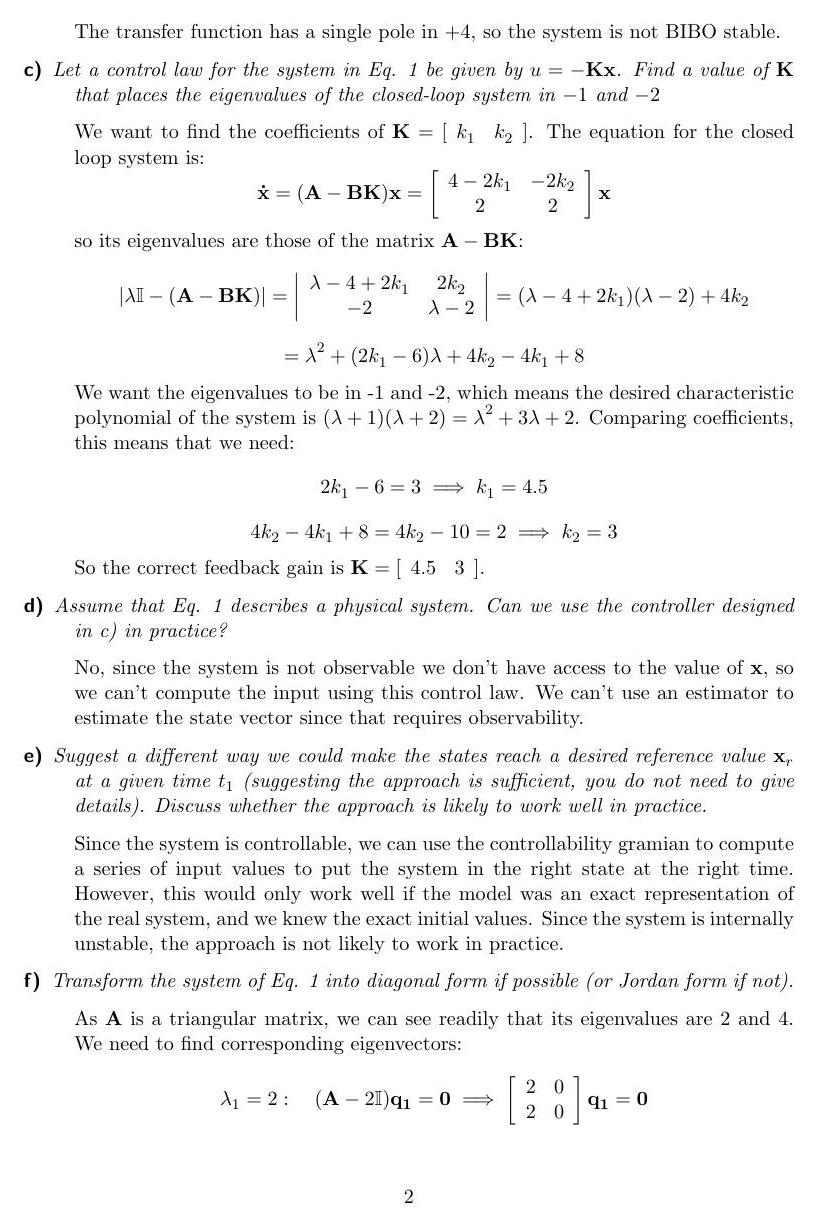 The transfer function has a single pole in +4, so the system is not BIBO stable.
c) Let a control law for the system in Eq. 1 be given by u = −Kx. Find a value of K
that places the eigenvalues of the closed-loop system in −1 and −2
We want to find the coefficients of K = [ k₁ k₂ ]. The equation for the closed
loop system is:
ẋ = (A − BK)x = [ 4 − 2k₁ −2k₂ ; 2 2 ] x
so its eigenvalues are those of the matrix A − BK:
|λ𝕀 − (A − BK)| = | λ − 4 + 2k₁ 2k₂ ; −2 λ − 2 | = (λ − 4 + 2k₁)(λ − 2) + 4k₂
= λ² + (2k₁ − 6)λ + 4k₂ − 4k₁ + 8
We want the eigenvalues to be in -1 and -2, which means the desired characteristic
polynomial of the system is (λ + 1)(λ + 2) = λ² + 3λ + 2. Comparing coefficients,
this means that we need:
2k₁ − 6 = 3 ⟹ k₁ = 4.5
4k₂ − 4k₁ + 8 = 4k₂ − 10 = 2 ⟹ k₂ = 3
So the correct feedback gain is K = [ 4.5 3 ].
d) Assume that Eq. 1 describes a physical system. Can we use the controller designed
in c) in practice?
No, since the system is not observable we don't have access to the value of x, so
we can't compute the input using this control law. We can't use an estimator to
estimate the state vector since that requires observability.
e) Suggest a different way we could make the states reach a desired reference value xᵣ
at a given time t₁ (suggesting the approach is sufficient, you do not need to give
details). Discuss whether the approach is likely to work well in practice.
Since the system is controllable, we can use the controllability gramian to compute
a series of input values to put the system in the right state at the right time.
However, this would only work well if the model was an exact representation of
the real system, and we knew the exact initial values. Since the system is internally
unstable, the approach is not likely to work in practice.
f) Transform the system of Eq. 1 into diagonal form if possible (or Jordan form if not).
As A is a triangular matrix, we can see readily that its eigenvalues are 2 and 4.
We need to find corresponding eigenvectors:
λ₁ = 2 : (A − 2𝕀)q₁ = 0 ⟹ [ 2 0 ; 2 0 ] q₁ = 0
2